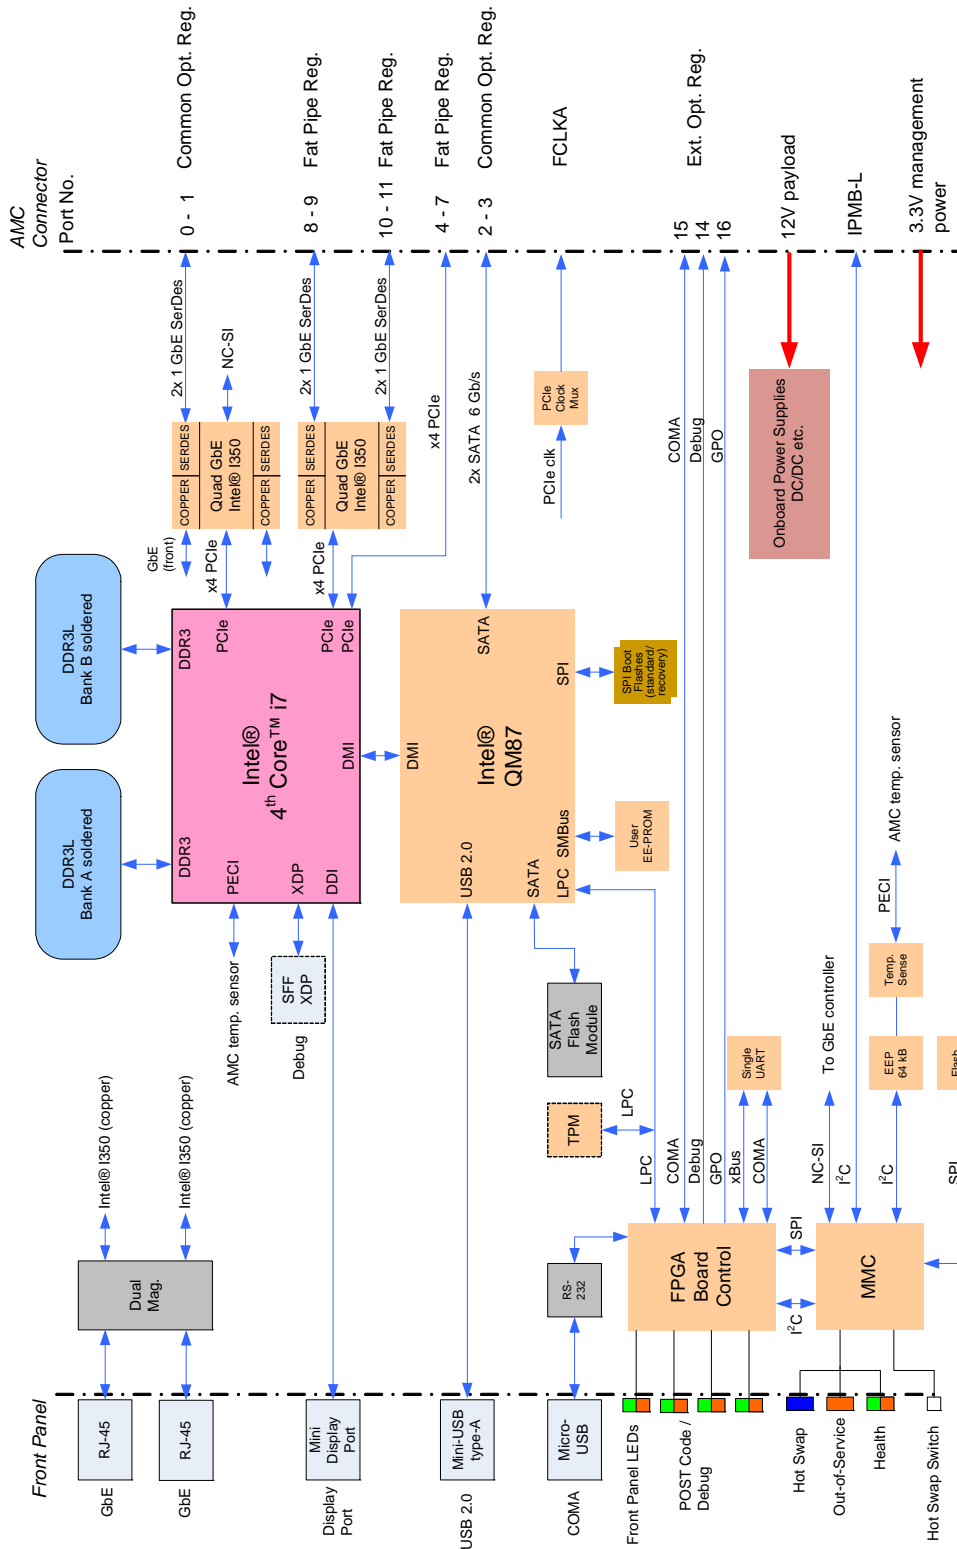 AMC
Connector
Port No.
0 - 1 Common Opt. Reg.
8 - 9 Fat Pipe Reg.
10 - 11 Fat Pipe Reg.
4 - 7 Fat Pipe Reg.
2 - 3 Common Opt. Reg.
FCLKA
15
14
16
Ext. Opt. Reg.
12V payload
IPMB-L
3.3V management
power
2x 1 GbE SerDes
NC-SI
2x 1 GbE SerDes
2x 1 GbE SerDes
x4 PCIe
2x SATA 6 Gb/s
PCIe
Clock
Mux
PCIe clk
COMA
Debug
GPO
Onboard Power Supplies
DC/DC etc.
COPPER SERDES
Quad GbE
Intel® I350
COPPER SERDES
COPPER SERDES
Quad GbE
Intel® I350
COPPER SERDES
GbE
(front)
x4 PCIe
x4 PCIe
DDR3L
Bank B soldered
DDR3L
Bank A soldered
DDR3
PCIe
PCIe
PCIe
Intel®
4th Core™ i7
DMI
DDR3
PECI
XDP
DDI
SATA
SPI
DMI
Intel®
QM87
USB 2.0
SATA
LPC
SMBus
SPI Boot
Flashes
(standard/
recovery)
User
EE-PROM
AMC temp. sensor
SFF
XDP
Debug
SATA
Flash
Module
TPM
LPC
LPC
COMA
Debug
GPO
xBus
COMA
Single
UART
NC-SI
To GbE controller
I²C
I²C
EEP
64 kB
Temp.
Sense
PECI
AMC temp. sensor
Flash
SPI
Intel® I350 (copper)
Intel® I350 (copper)
Dual
Mag.
RS-
232
FPGA
Board
Control
SPI
I²C
MMC
Front Panel
RJ-45
GbE
RJ-45
GbE
Mini
Display
Port
Display
Port
Mini-USB
type-A
USB 2.0
Micro-
USB
COMA
Front Panel LEDs
POST Code /
Debug
Hot Swap
Out-of-Service
Health
Hot Swap Switch